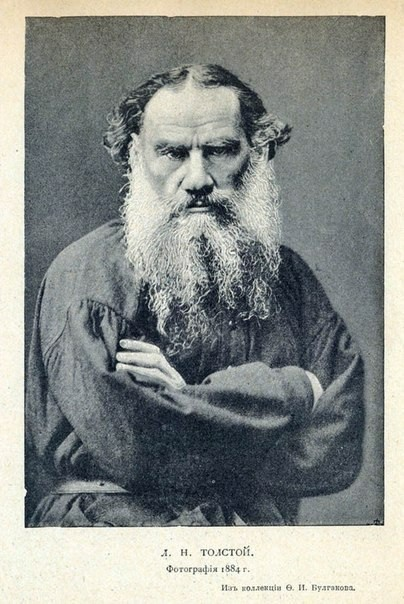 Л. Н. ТОЛСТОЙ.
Фотографія 1884 г.
Изъ коллекціи Ѳ. И. Булгакова.